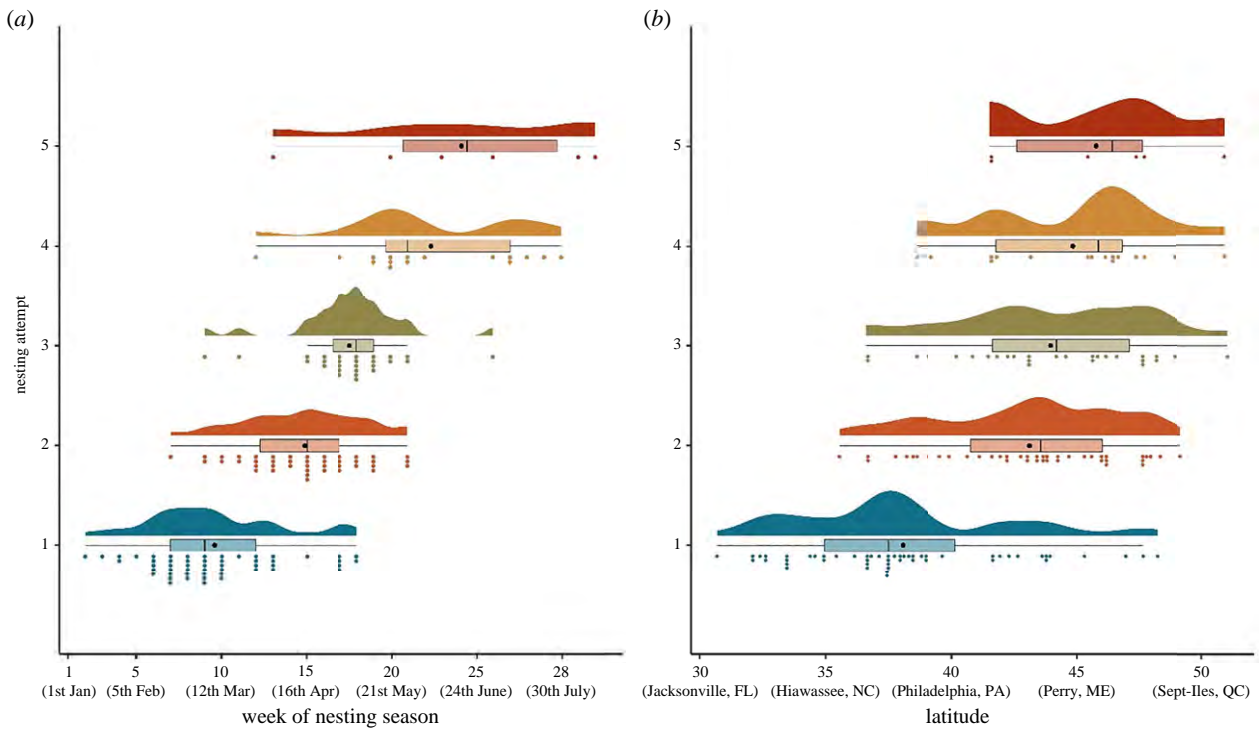 (a)
5
4
nesting attempt
3
2
1
1 5 10 15 20 25 28
(1st Jan) (5th Feb) (12th Mar) (16th Apr) (21st May) (24th June) (30th July)
week of nesting season
(b)
5
4
3
2
1
30 35 40 45 50
(Jacksonville, FL) (Hiawassee, NC) (Philadelphia, PA) (Perry, ME) (Sept-Iles, QC)
latitude